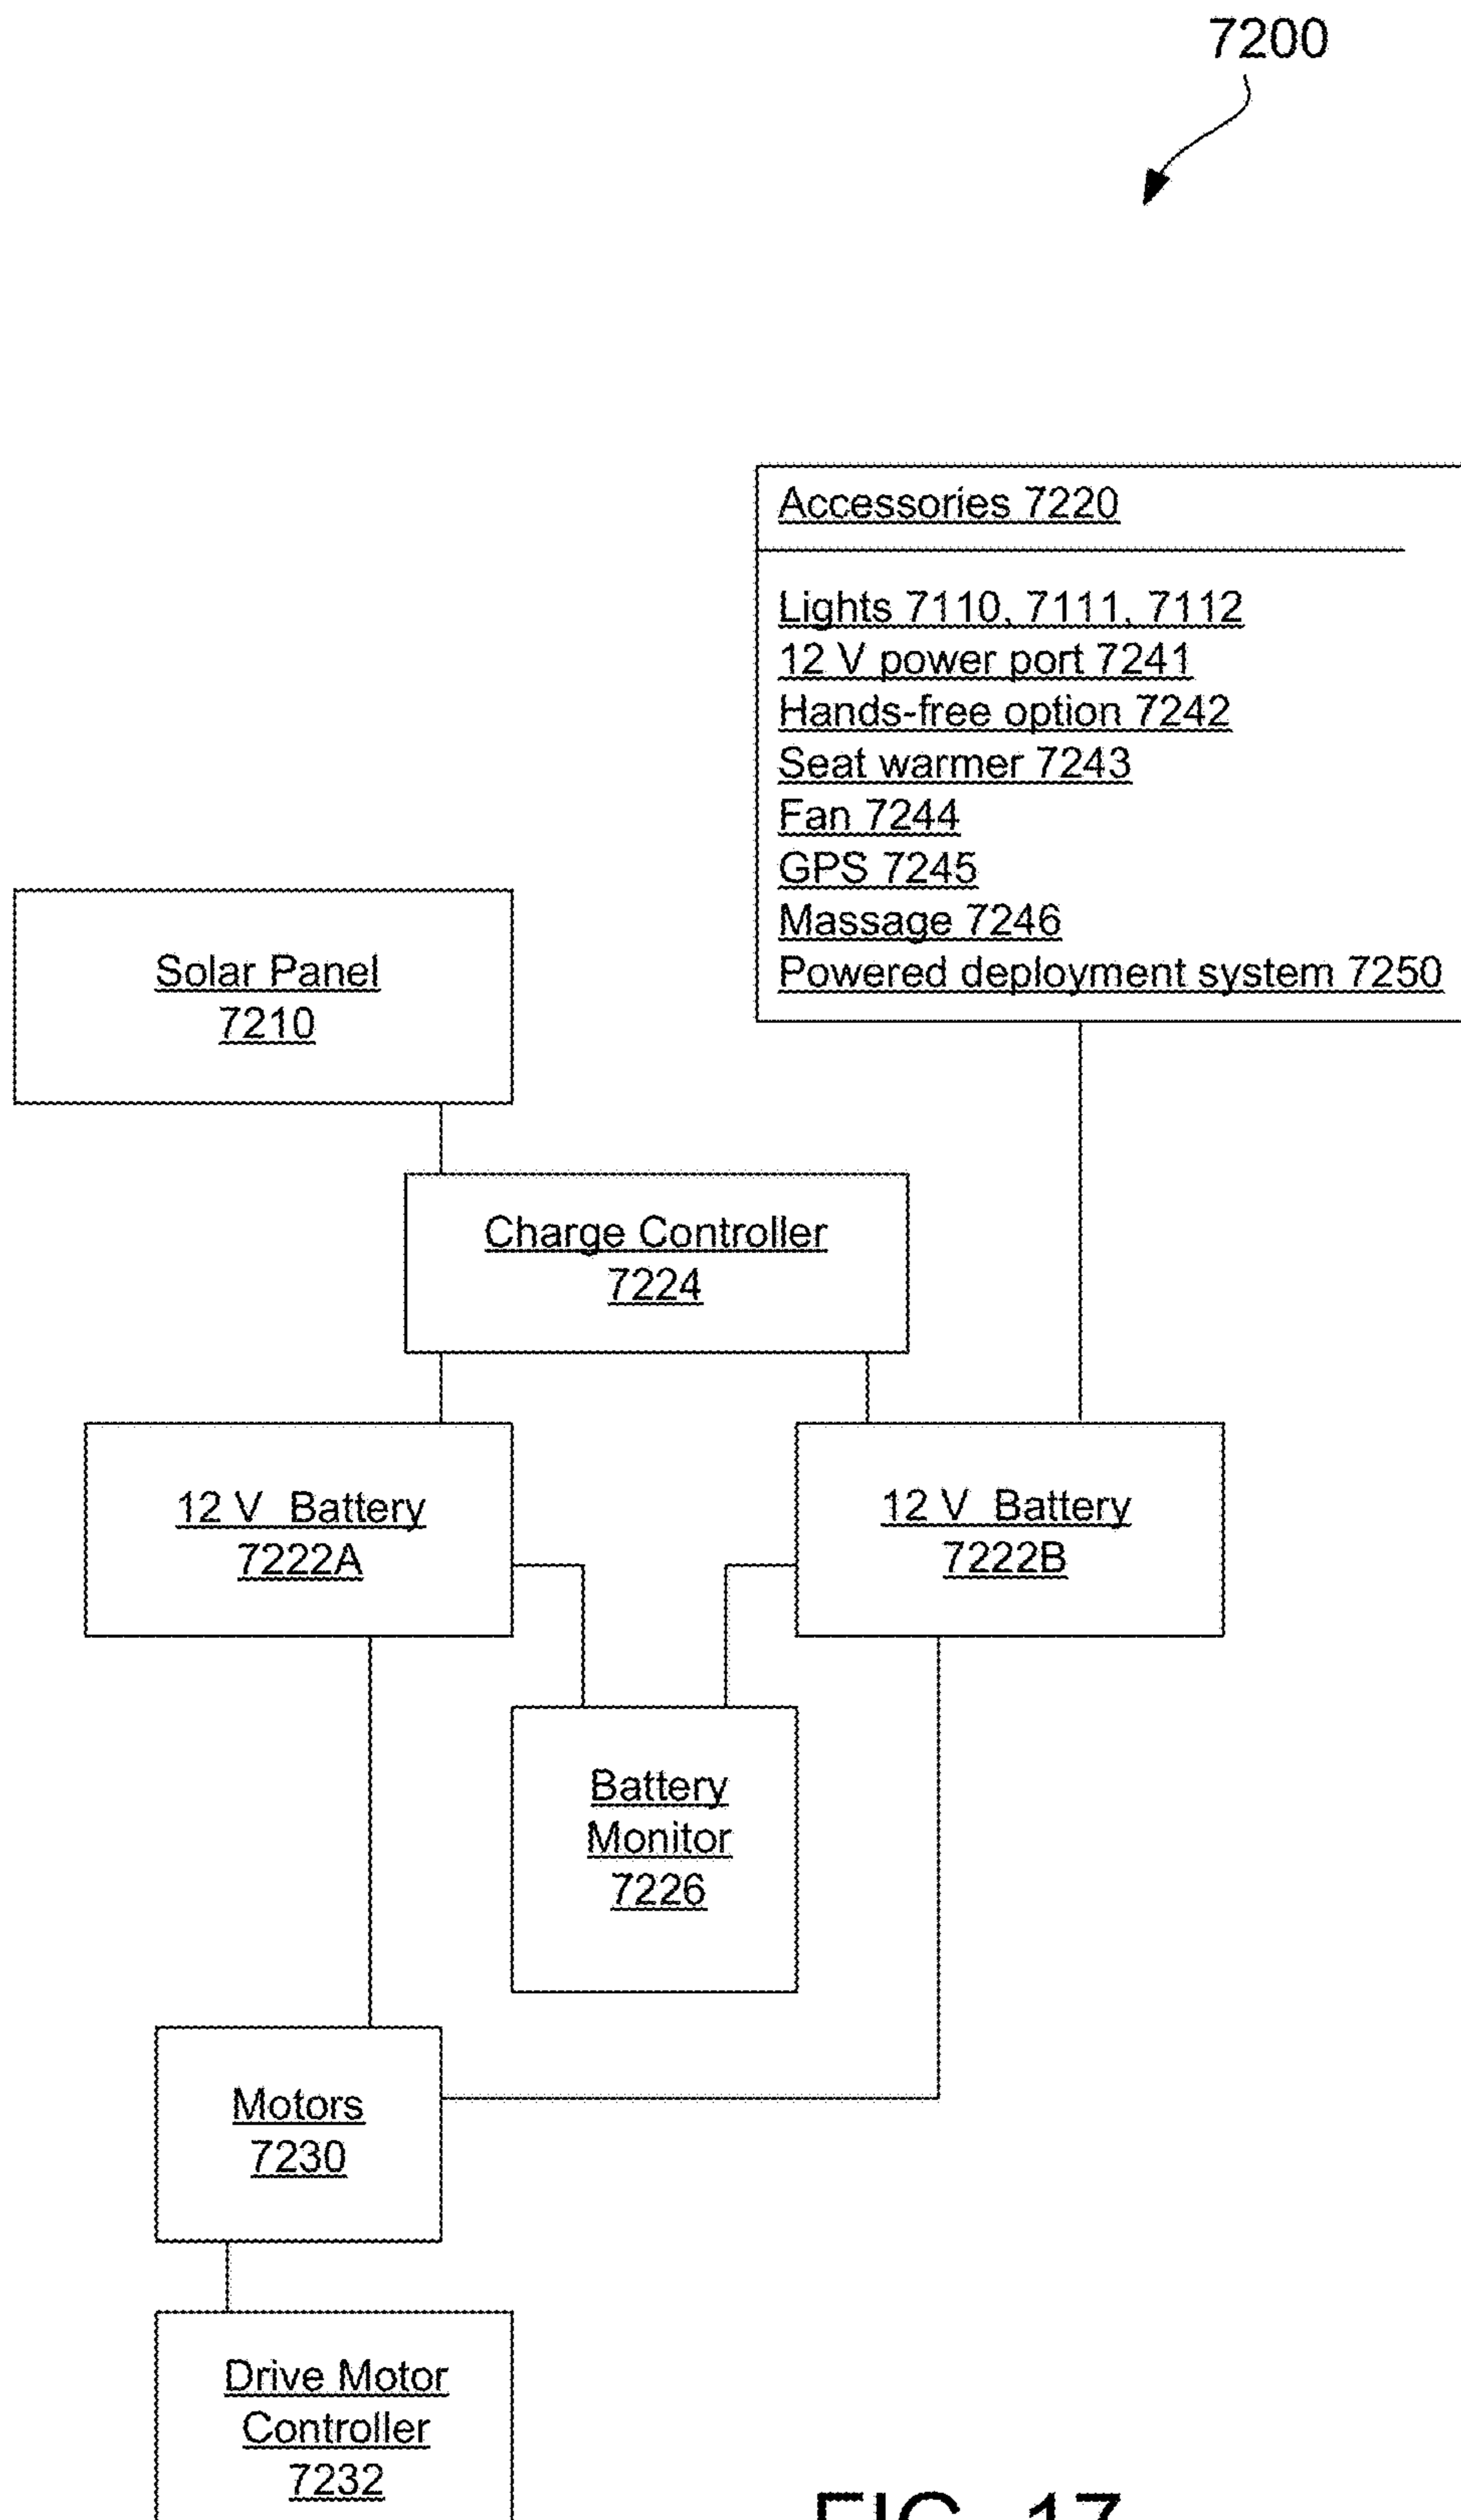 7200
Accessories 7220
Lights 7110, 7111, 7112
12 V power port 7241
Hands-free option 7242
Seat warmer 7243
Fan 7244
GPS 7245
Massage 7246
Powered deployment system 7250
Solar Panel
7210
Charge Controller
7224
12 V Battery
7222A
12 V Battery
7222B
Battery
Monitor
7226
Motors
7230
Drive Motor
Controller
7232
FIG. 17